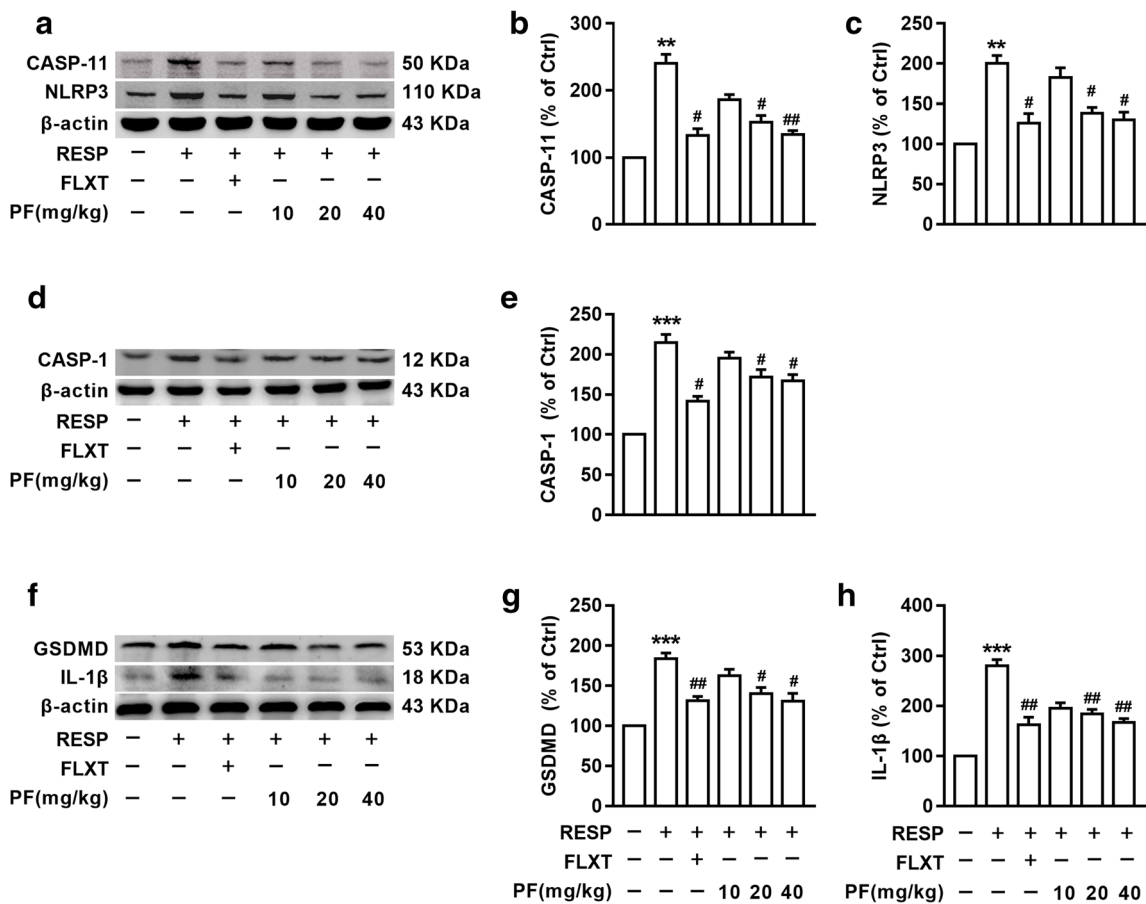 a
CASP-11 50 KDa
NLRP3 110 KDa
β-actin 43 KDa
RESP − + + + + +
FLXT − − + − − −
PF(mg/kg) − − − 10 20 40
b
CASP-11 (% of Ctrl)
300
200
100
0
** # # ##
c
NLRP3 (% of Ctrl)
250
200
150
100
50
0
** # # #
d
CASP-1 12 KDa
β-actin 43 KDa
RESP − + + + + +
FLXT − − + − − −
PF(mg/kg) − − − 10 20 40
e
CASP-1 (% of Ctrl)
250
200
150
100
50
0
*** # # #
f
GSDMD 53 KDa
IL-1β 18 KDa
β-actin 43 KDa
RESP − + + + + +
FLXT − − + − − −
PF(mg/kg) − − − 10 20 40
g
GSDMD (% of Ctrl)
250
200
150
100
50
0
*** ## # #
RESP − + + + + +
FLXT − − + − − −
PF(mg/kg) − − − 10 20 40
h
IL-1β (% of Ctrl)
400
300
200
100
0
*** ## ## ##
RESP − + + + + +
FLXT − − + − − −
PF(mg/kg) − − − 10 20 40